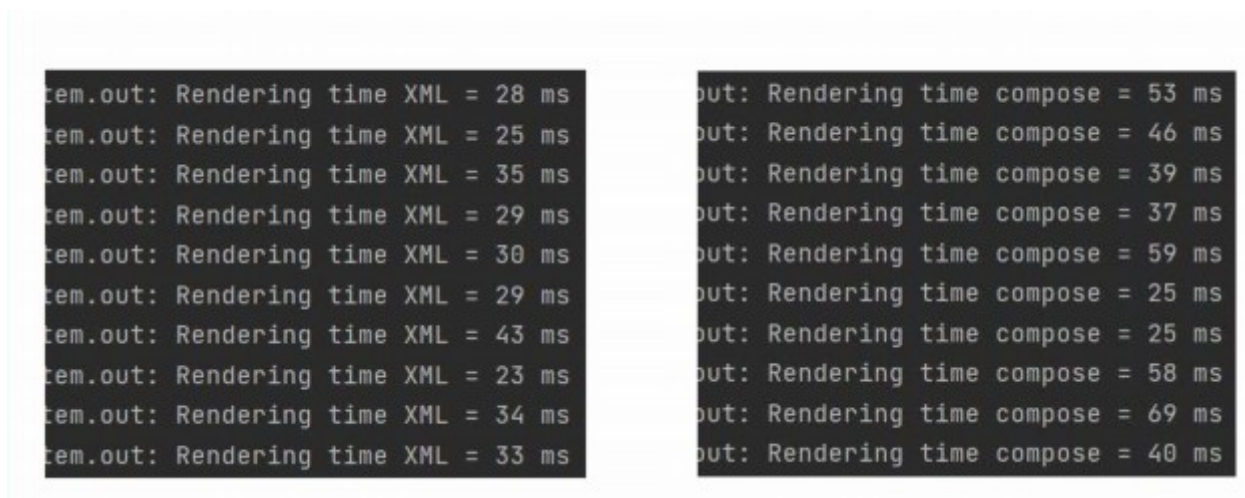 tem.out: Rendering time XML = 28 ms
tem.out: Rendering time XML = 25 ms
tem.out: Rendering time XML = 35 ms
tem.out: Rendering time XML = 29 ms
tem.out: Rendering time XML = 30 ms
tem.out: Rendering time XML = 29 ms
tem.out: Rendering time XML = 43 ms
tem.out: Rendering time XML = 23 ms
tem.out: Rendering time XML = 34 ms
tem.out: Rendering time XML = 33 ms
out: Rendering time compose = 53 ms
out: Rendering time compose = 46 ms
out: Rendering time compose = 39 ms
out: Rendering time compose = 37 ms
out: Rendering time compose = 59 ms
out: Rendering time compose = 25 ms
out: Rendering time compose = 25 ms
out: Rendering time compose = 58 ms
out: Rendering time compose = 69 ms
out: Rendering time compose = 40 ms